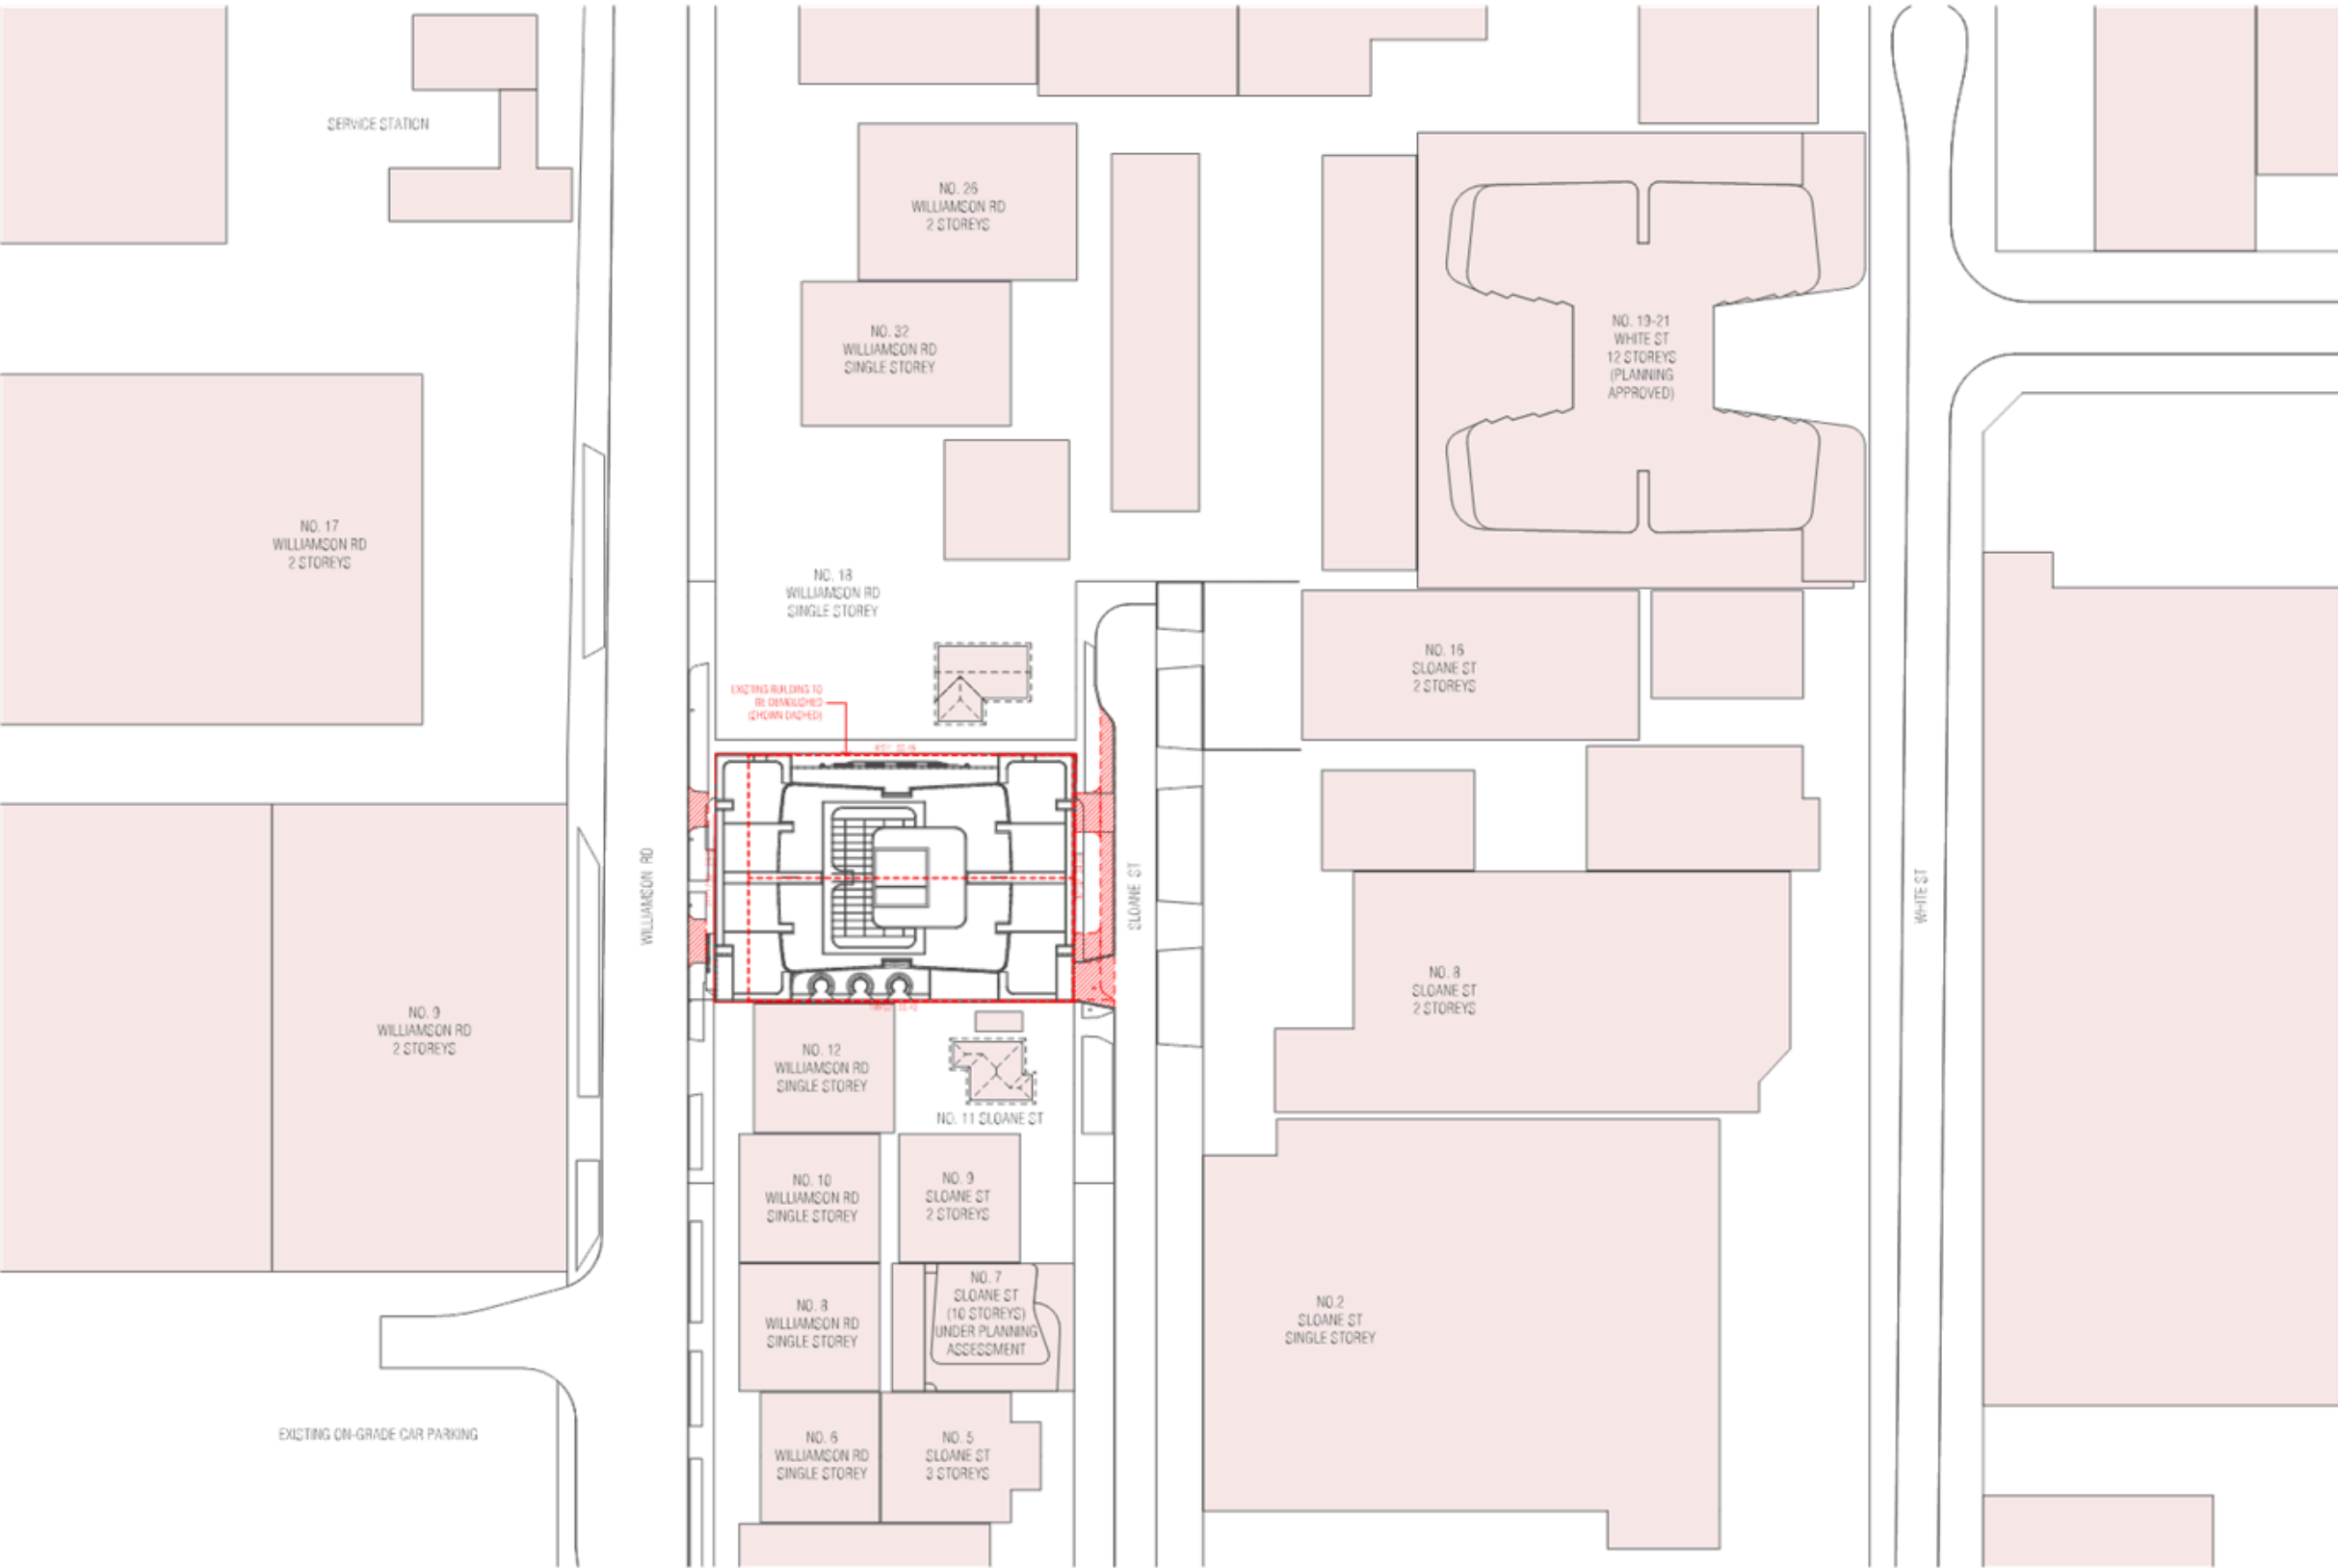 SERVICE STATION
NO. 26
WILLIAMSON RD
2 STOREYS
NO. 32
WILLIAMSON RD
SINGLE STOREY
NO. 19-21
WHITE ST
12 STOREYS
(PLANNING
APPROVED)
NO. 17
WILLIAMSON RD
2 STOREYS
NO. 18
WILLIAMSON RD
SINGLE STOREY
NO. 16
SLOANE ST
2 STOREYS
EXISTING BUILDING TO
BE DEMOLISHED
(SHOWN DASHED)
WILLIAMSON RD
SLOANE ST
WHITE ST
NO. 8
SLOANE ST
2 STOREYS
NO. 9
WILLIAMSON RD
2 STOREYS
NO. 12
WILLIAMSON RD
SINGLE STOREY
NO. 11 SLOANE ST
NO. 10
WILLIAMSON RD
SINGLE STOREY
NO. 9
SLOANE ST
2 STOREYS
NO. 8
WILLIAMSON RD
SINGLE STOREY
NO. 7
SLOANE ST
(10 STOREYS)
UNDER PLANNING
ASSESSMENT
NO.2
SLOANE ST
SINGLE STOREY
EXISTING ON-GRADE CAR PARKING
NO. 6
WILLIAMSON RD
SINGLE STOREY
NO. 5
SLOANE ST
3 STOREYS